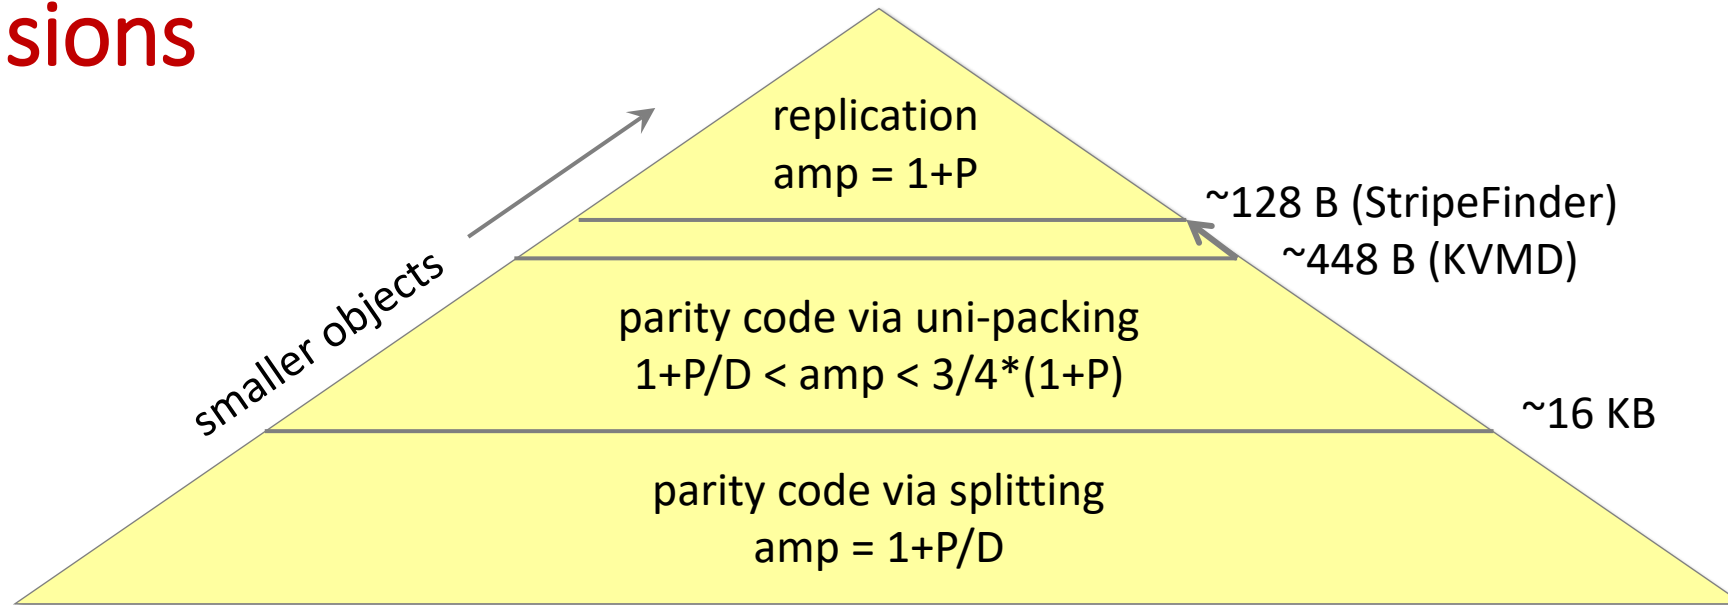 sions
replication
amp = 1+P
~128 B (StripeFinder)
~448 B (KVMD)
smaller objects
parity code via uni-packing
1+P/D < amp < 3/4*(1+P)
~16 KB
parity code via splitting
amp = 1+P/D